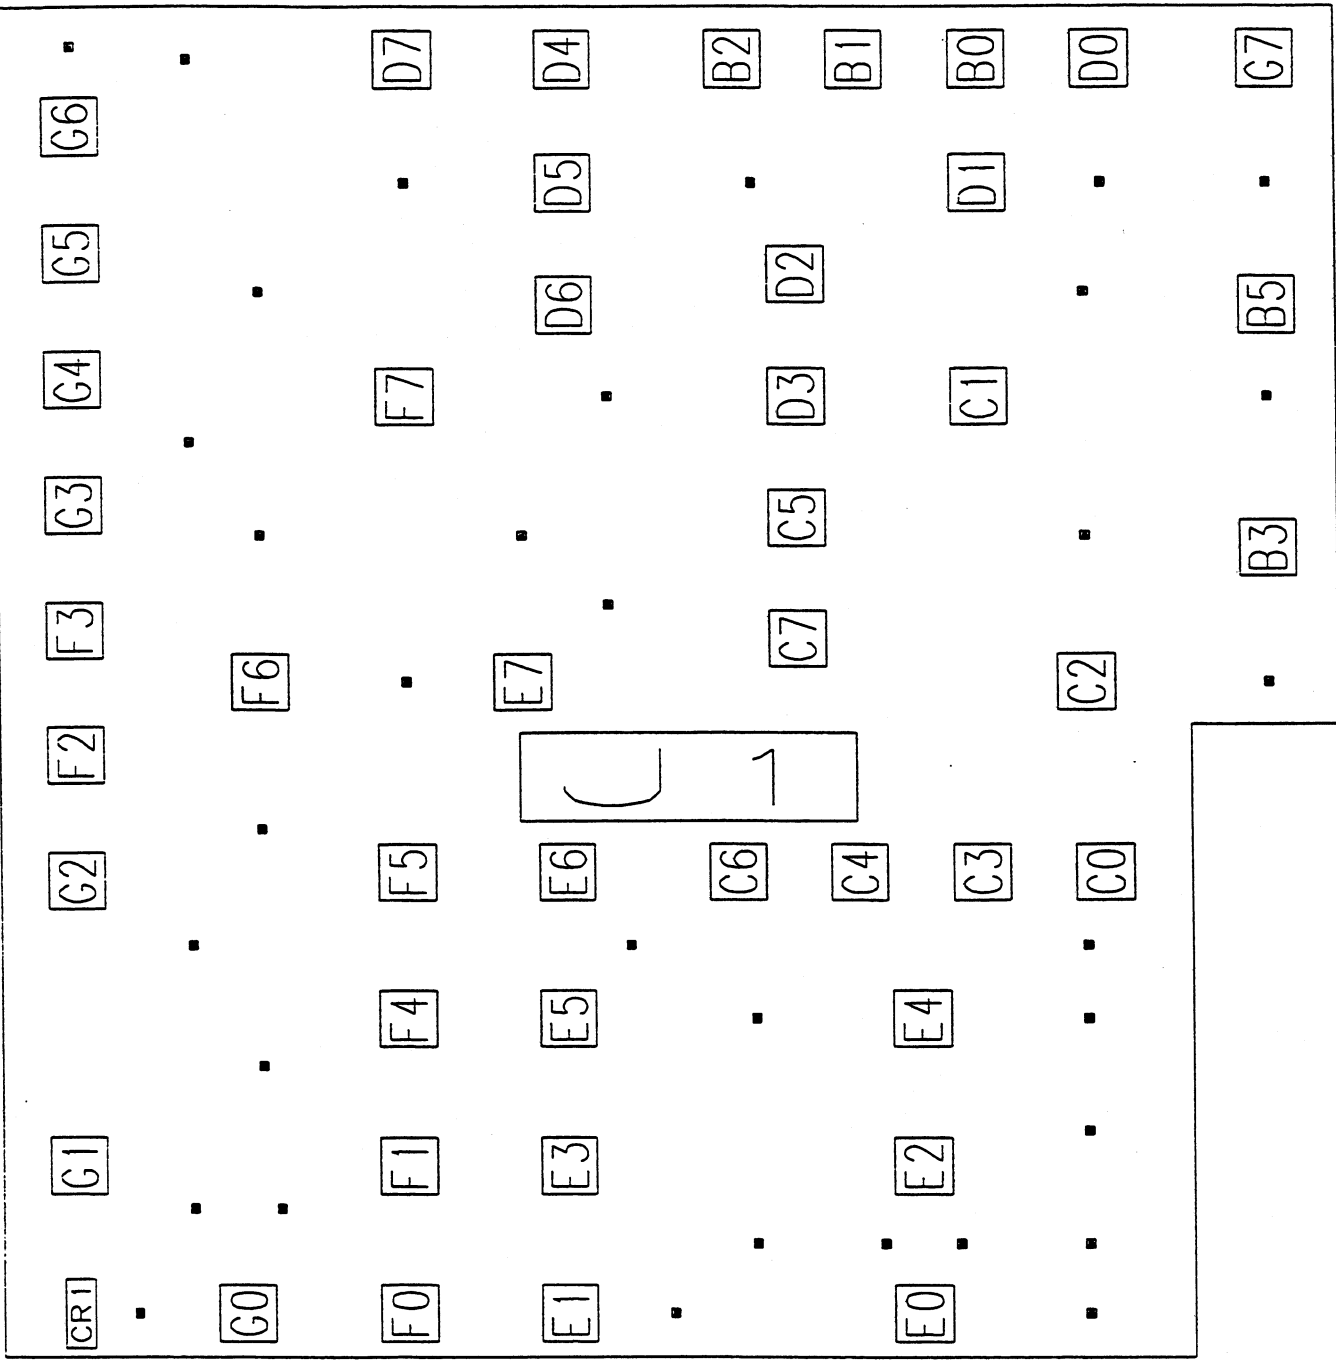 CR1 G1 G2 F2 F3 G3 G4 G5 G6
G0 F6
F0 F1 F4 F5 F7 D7
E1 E3 E5 E6 E7 D6 D5 D4
J 1
C6 B2
C7 C5 D3 D2
C4 B1
E0 E2 E4
C3 C1 D1 B0
C0 C2 D0
B3 B5 G7